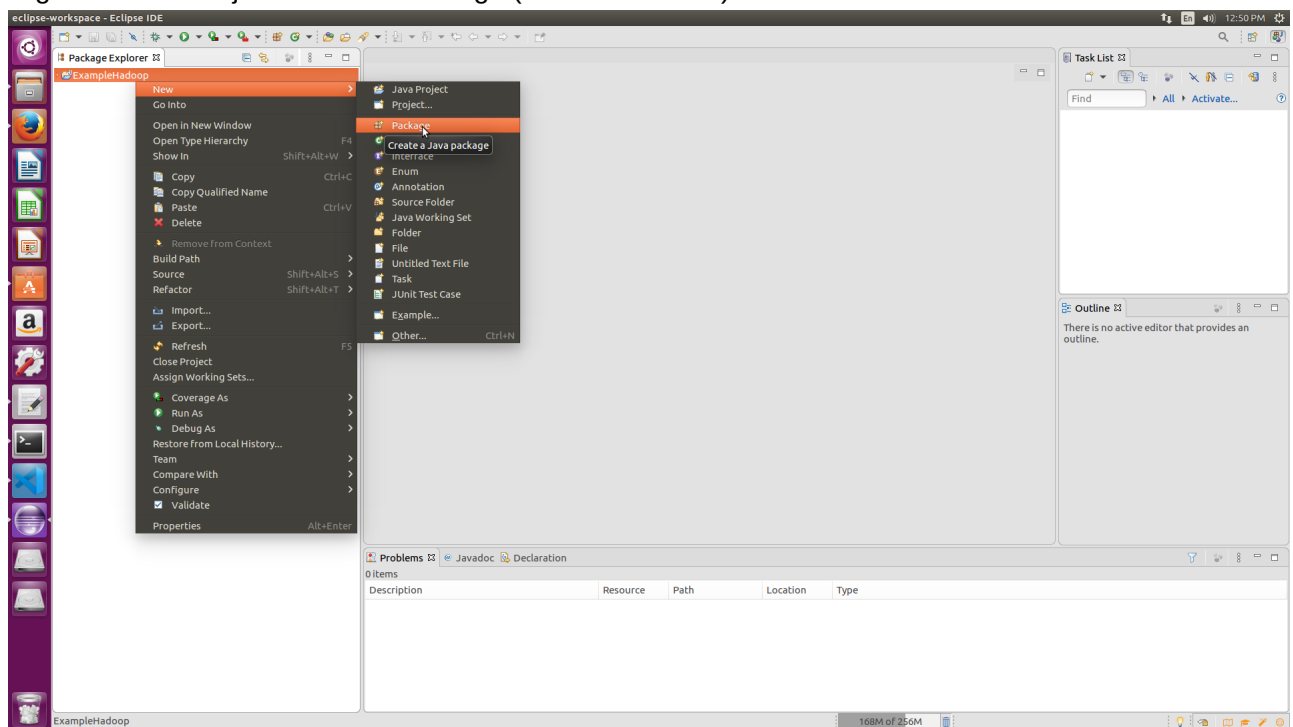 eclipse-workspace - Eclipse IDE
En 12:50 PM
Package Explorer
ExampleHadoop
New
Go Into
Open in New Window
Open Type Hierarchy F4
Show In Shift+Alt+W
Copy Ctrl+C
Copy Qualified Name
Paste Ctrl+V
Delete
Remove from Context
Build Path
Source Shift+Alt+S
Refactor Shift+Alt+T
Import...
Export...
Refresh F5
Close Project
Assign Working Sets...
Coverage As
Run As
Debug As
Restore from Local History...
Team
Compare With
Configure
Validate
Properties Alt+Enter
Java Project
Project...
Package
Create a Java package
Interface
Enum
Annotation
Source Folder
Java Working Set
Folder
File
Untitled Text File
Task
JUnit Test Case
Example...
Other... Ctrl+N
Task List
Find All Activate...
Outline
There is no active editor that provides an
outline.
Problems Javadoc Declaration
0 items
Description Resource Path Location Type
ExampleHadoop
168M of 256M